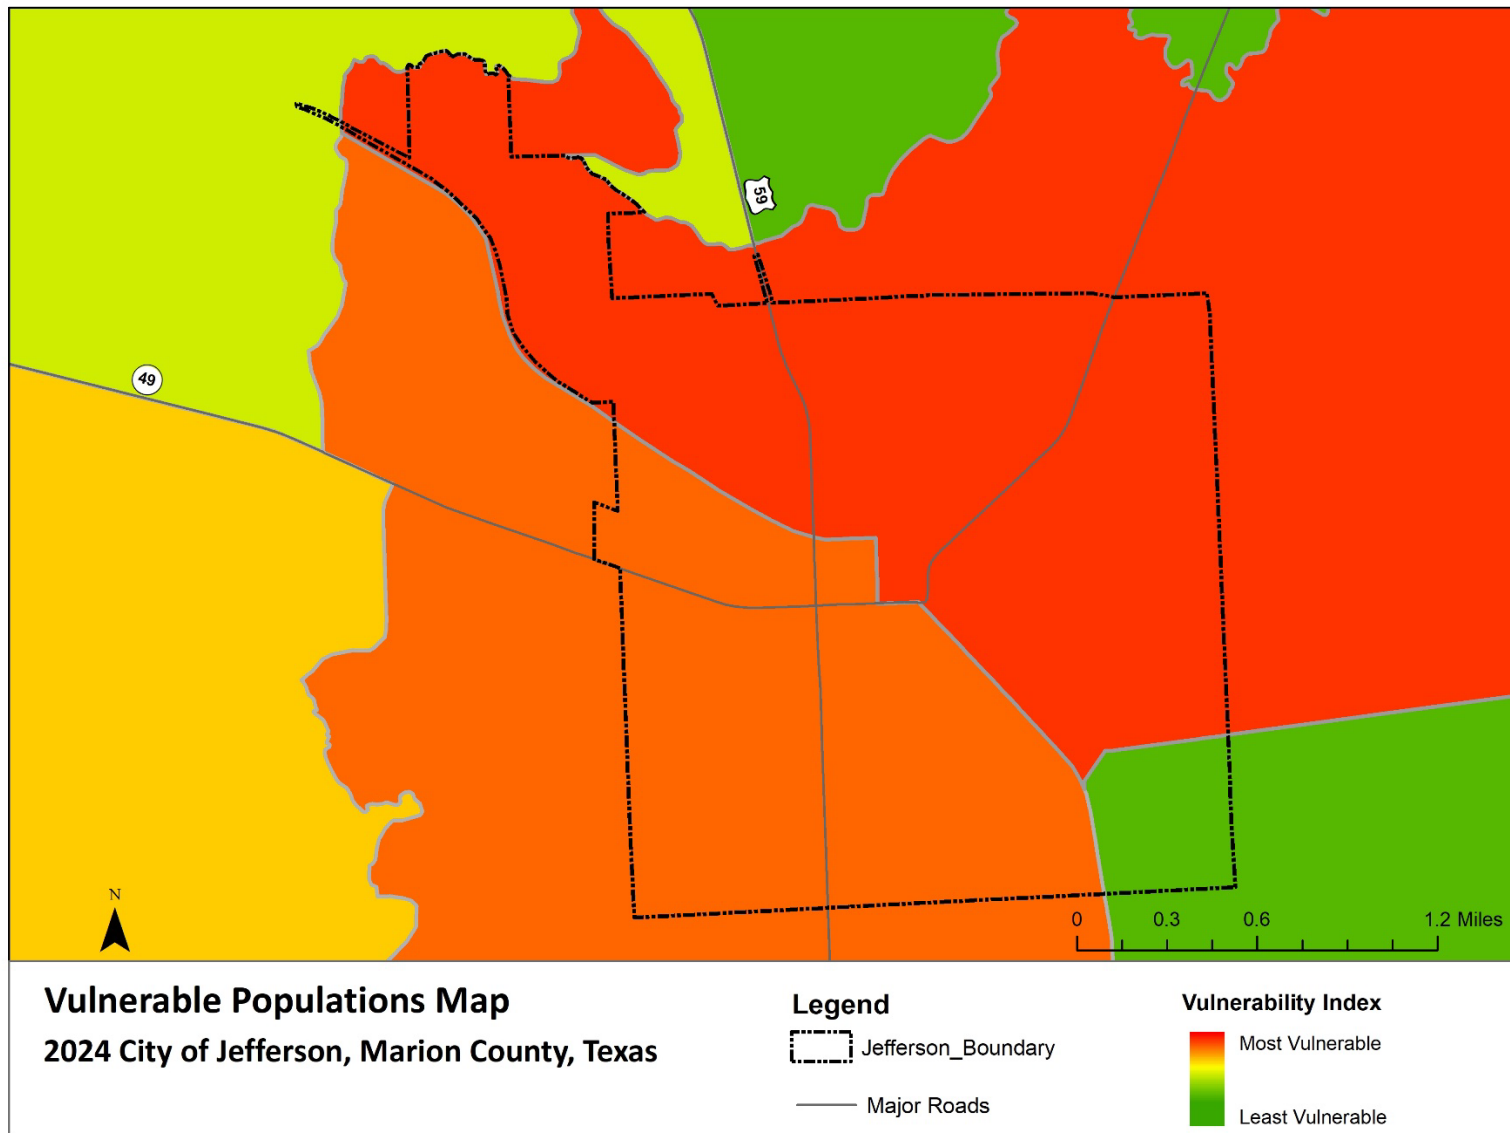 59
49
N
0 0.3 0.6 1.2 Miles
Vulnerable Populations Map
2024 City of Jefferson, Marion County, Texas
Legend
Jefferson_Boundary
Major Roads
Vulnerability Index
Most Vulnerable
Least Vulnerable